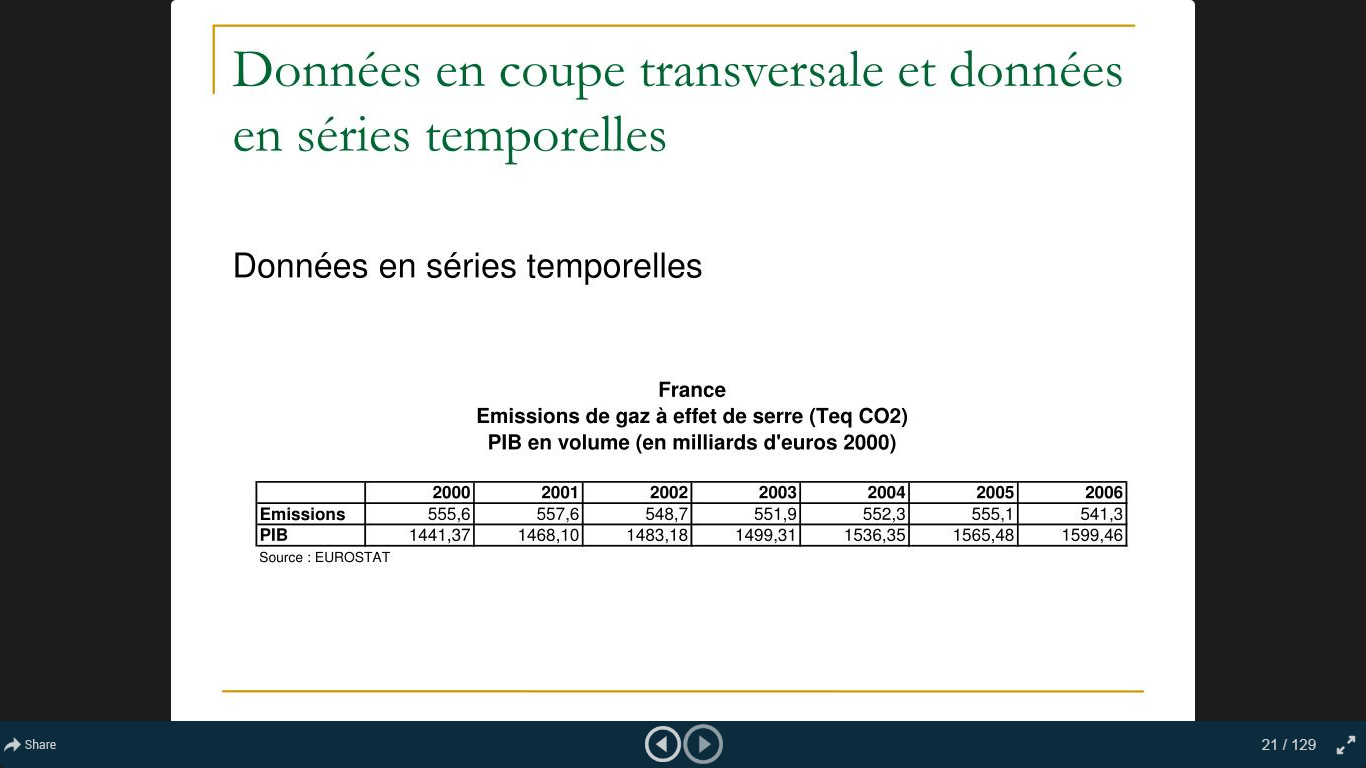 Données en coupe transversale et données
en séries temporelles
Données en séries temporelles
France
Emissions de gaz à effet de serre (Teq CO2)
PIB en volume (en milliards d'euros 2000)
2000 2001 2002 2003 2004 2005 2006
Emissions 555,6 557,6 548,7 551,9 552,3 555,1 541,3
PIB 1441,37 1468,10 1483,18 1499,31 1536,35 1565,48 1599,46
Source : EUROSTAT
Share 21 / 129